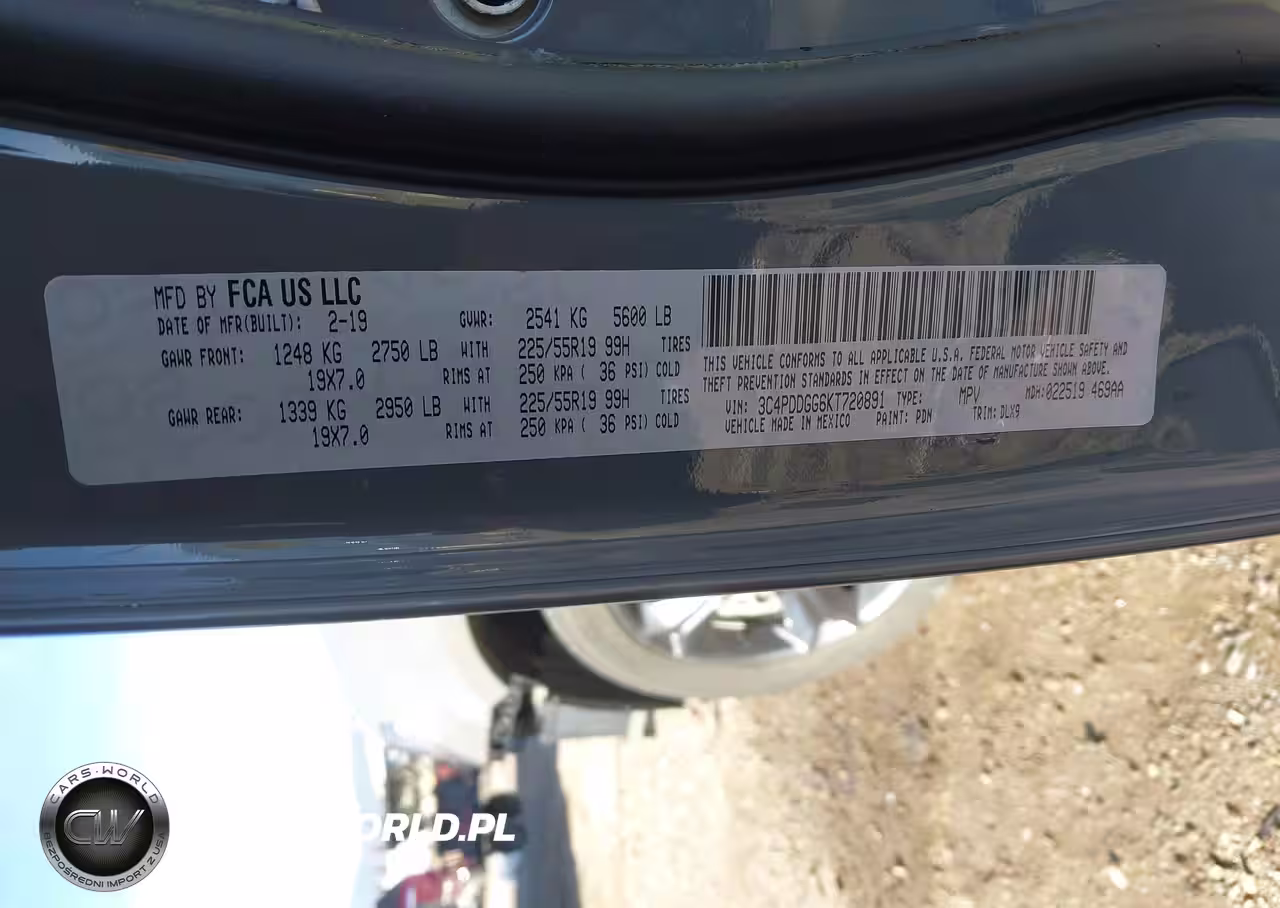 MFD BY FCA US LLC
DATE OF MFR(BUILT): 2-19 GVWR: 2541 KG 5600 LB
GAWR FRONT: 1248 KG 2750 LB WITH 225/55R19 99H TIRES
19X7.0 RIMS AT 250 KPA ( 36 PSI) COLD
GAWR REAR: 1339 KG 2950 LB WITH 225/55R19 99H TIRES
19X7.0 RIMS AT 250 KPA ( 36 PSI) COLD
THIS VEHICLE CONFORMS TO ALL APPLICABLE U.S.A. FEDERAL MOTOR VEHICLE SAFETY AND
THEFT PREVENTION STANDARDS IN EFFECT ON THE DATE OF MANUFACTURE SHOWN ABOVE.
VIN: 3C4PDDGG6KT720891 TYPE: MPV MDH:022519 469AA
VEHICLE MADE IN MEXICO PAINT: PDN TRIM: DLX9
CARS-WORLD
CW
BEZPOŚREDNI IMPORT Z USA
ORLD.PL